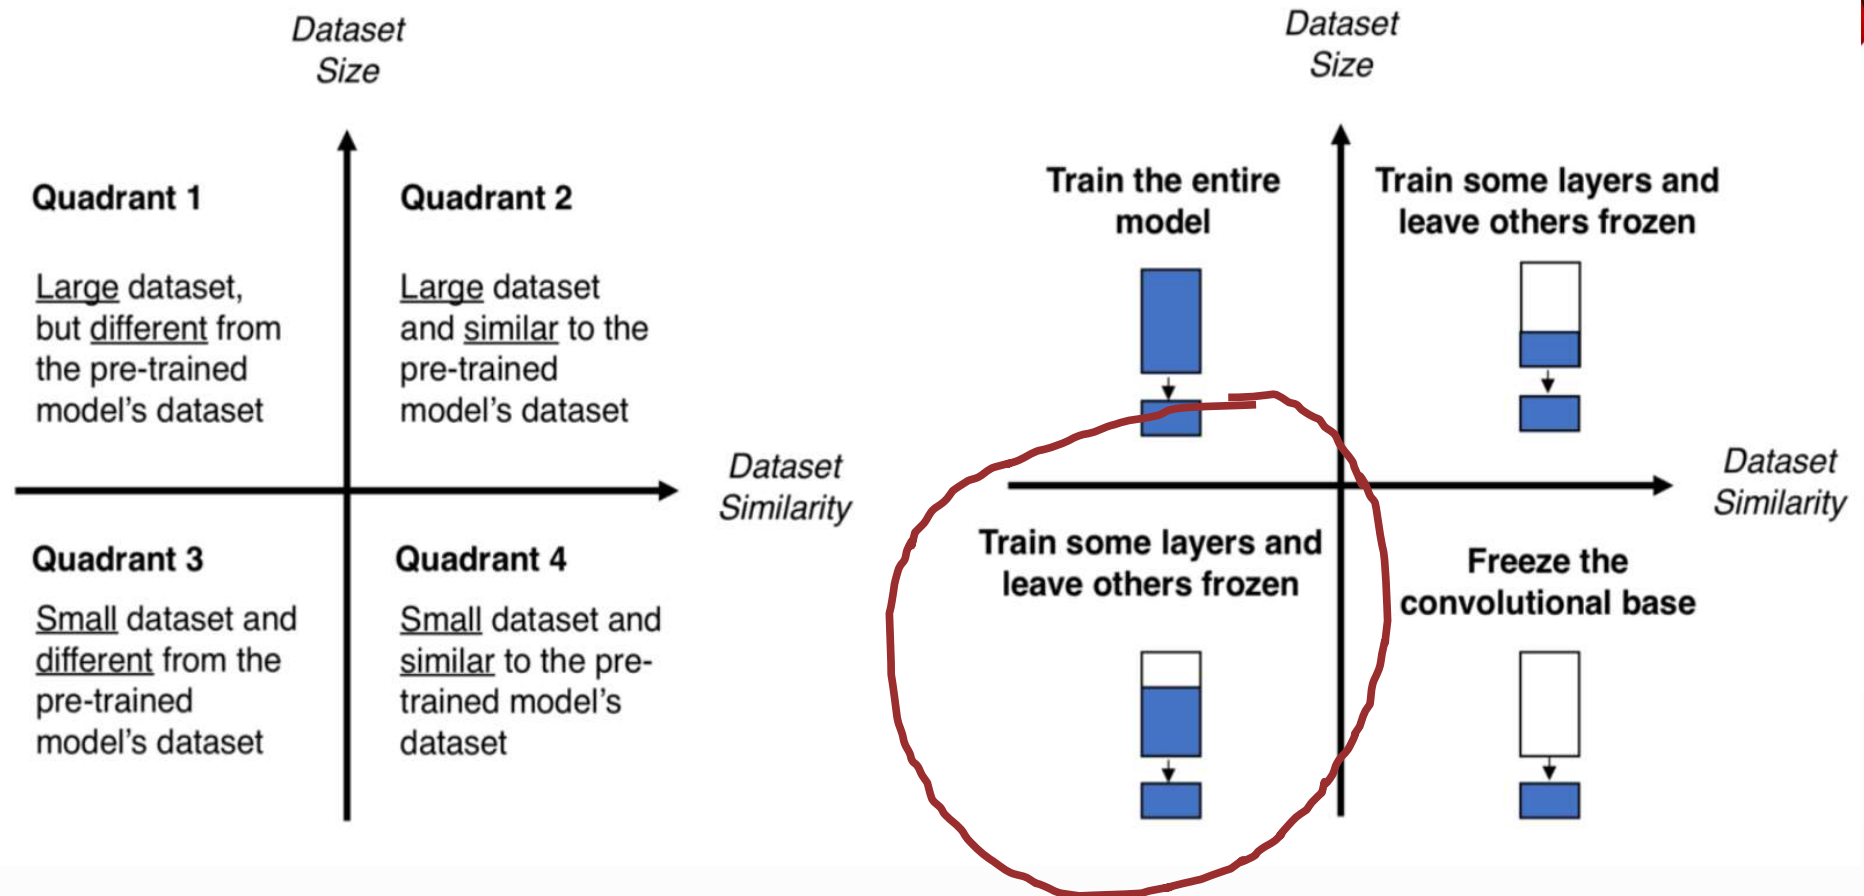 Dataset
Size
Quadrant 1
Large dataset,
but different from
the pre-trained
model's dataset
Quadrant 2
Large dataset
and similar to the
pre-trained
model's dataset
Dataset
Similarity
Quadrant 3
Small dataset and
different from the
pre-trained
model's dataset
Quadrant 4
Small dataset and
similar to the pre-
trained model's
dataset
Dataset
Size
Train the entire
model
Train some layers and
leave others frozen
Dataset
Similarity
Train some layers and
leave others frozen
Freeze the
convolutional base